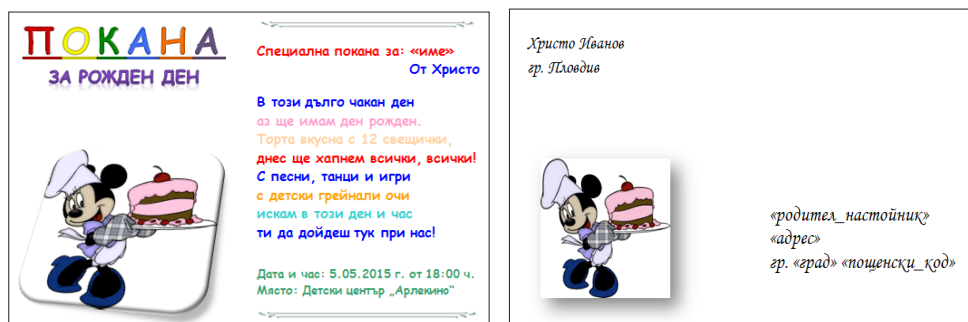 ПОКАНА
ЗА РОЖДЕН ДЕН
Специална покана за: «име»
От Христо
В този дълго чакан ден
аз ще имам ден рожден.
Торта вкусна с 12 свещички,
днес ще хапнем всички, всички!
С песни, танци и игри
с детски грейнали очи
искам в този ден и час
ти да дойдеш тук при нас!
Дата и час: 5.05.2015 г. от 18:00 ч.
Място: Детски център „Арлекино“
Христо Иванов
гр. Пловдив
«родител_настойник»
«адрес»
гр. «град» «пощенски_код»